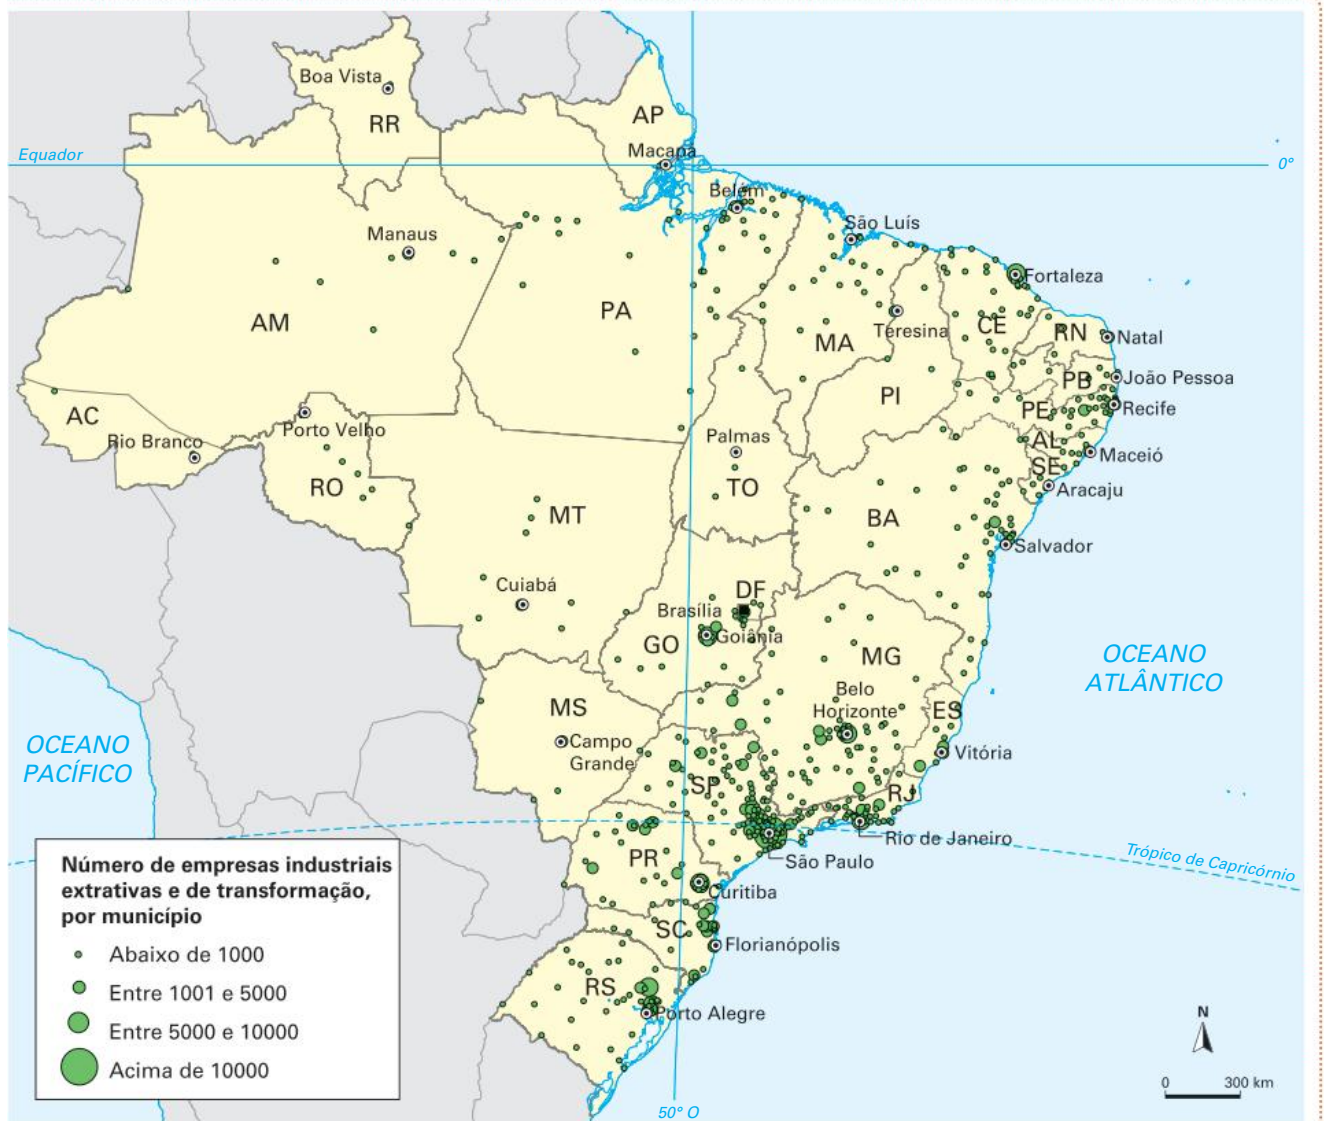 Boa Vista
RR
AP
Macapá
Equador
0°
Belém
São Luís
Manaus
Fortaleza
AM
PA
MA
Teresina
CE
RN
Natal
PB
João Pessoa
PI
PE
Recife
AC
Rio Branco
Porto Velho
Palmas
AL
Maceió
SE
Aracaju
RO
TO
MT
BA
Salvador
Cuiabá
DF
Brasília
Goiânia
GO
MG
OCEANO
ATLÂNTICO
Belo
Horizonte
ES
MS
Campo
Grande
Vitória
OCEANO
PACÍFICO
SP
RJ
Rio de Janeiro
São Paulo
Trópico de Capricórnio
PR
Curitiba
SC
Florianópolis
RS
Porto Alegre
Número de empresas industriais
extrativas e de transformação,
por município
Abaixo de 1000
Entre 1001 e 5000
Entre 5000 e 10000
Acima de 10000
N
0 300 km
50° O